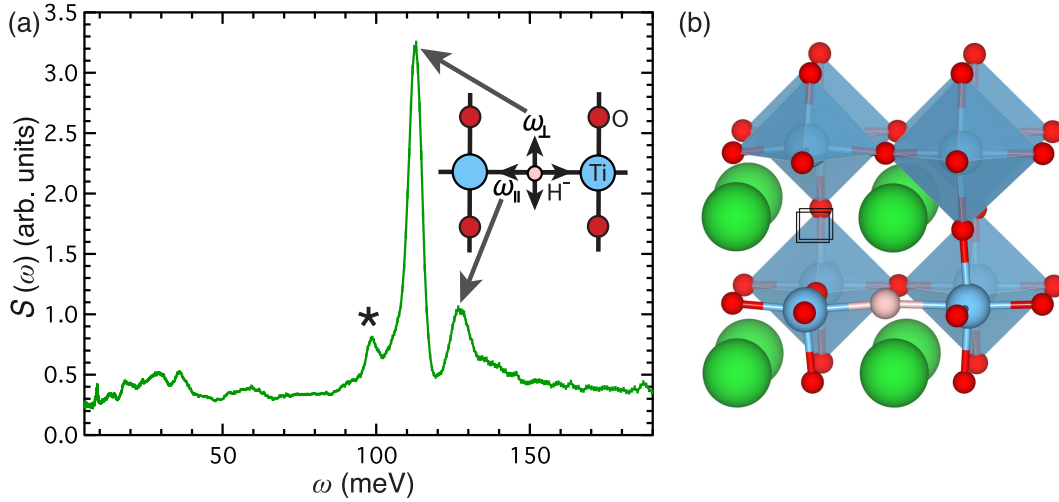 (a)
3.5
3.0
2.5
2.0
1.5
1.0
0.5
0.0
S(ω) (arb. units)
50
100
150
ω (meV)
*
ω⊥
ω∥
H⁻
O
Ti
(b)